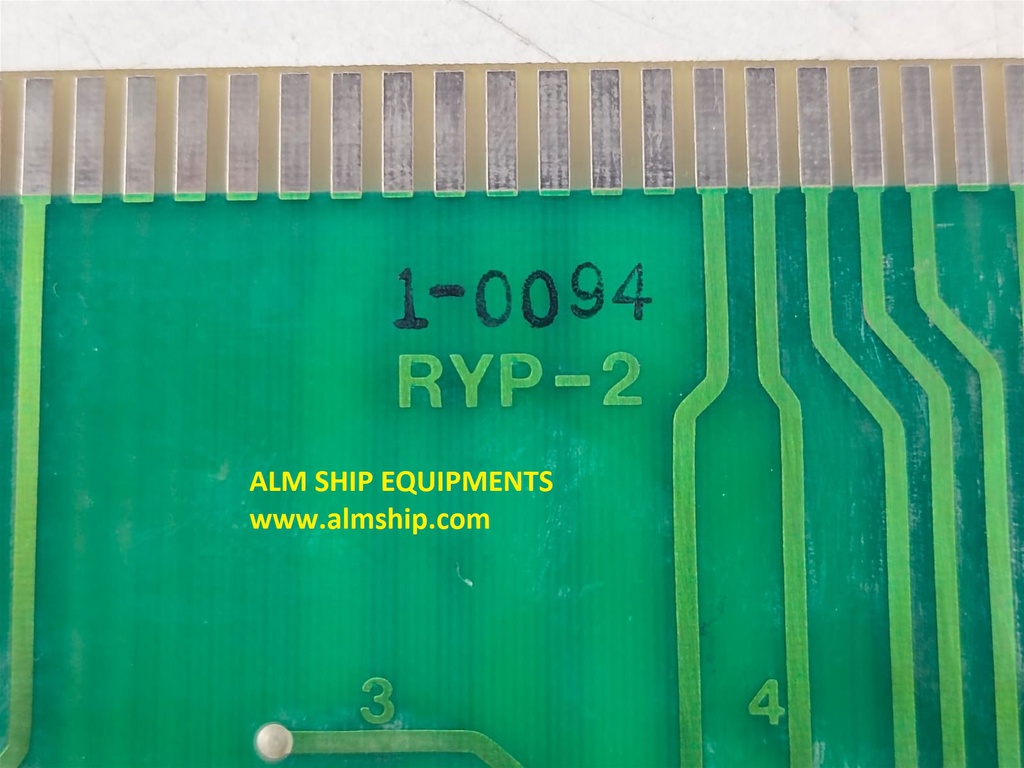 1-0094
RYP-2
ALM SHIP EQUIPMENTS
www.almship.com
3
4